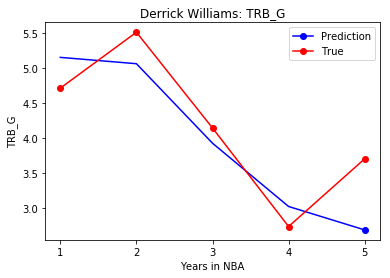 Derrick Williams: TRB_G
Prediction
True
5.5
5.0
4.5
4.0
3.5
3.0
TRB_G
1 2 3 4 5
Years in NBA